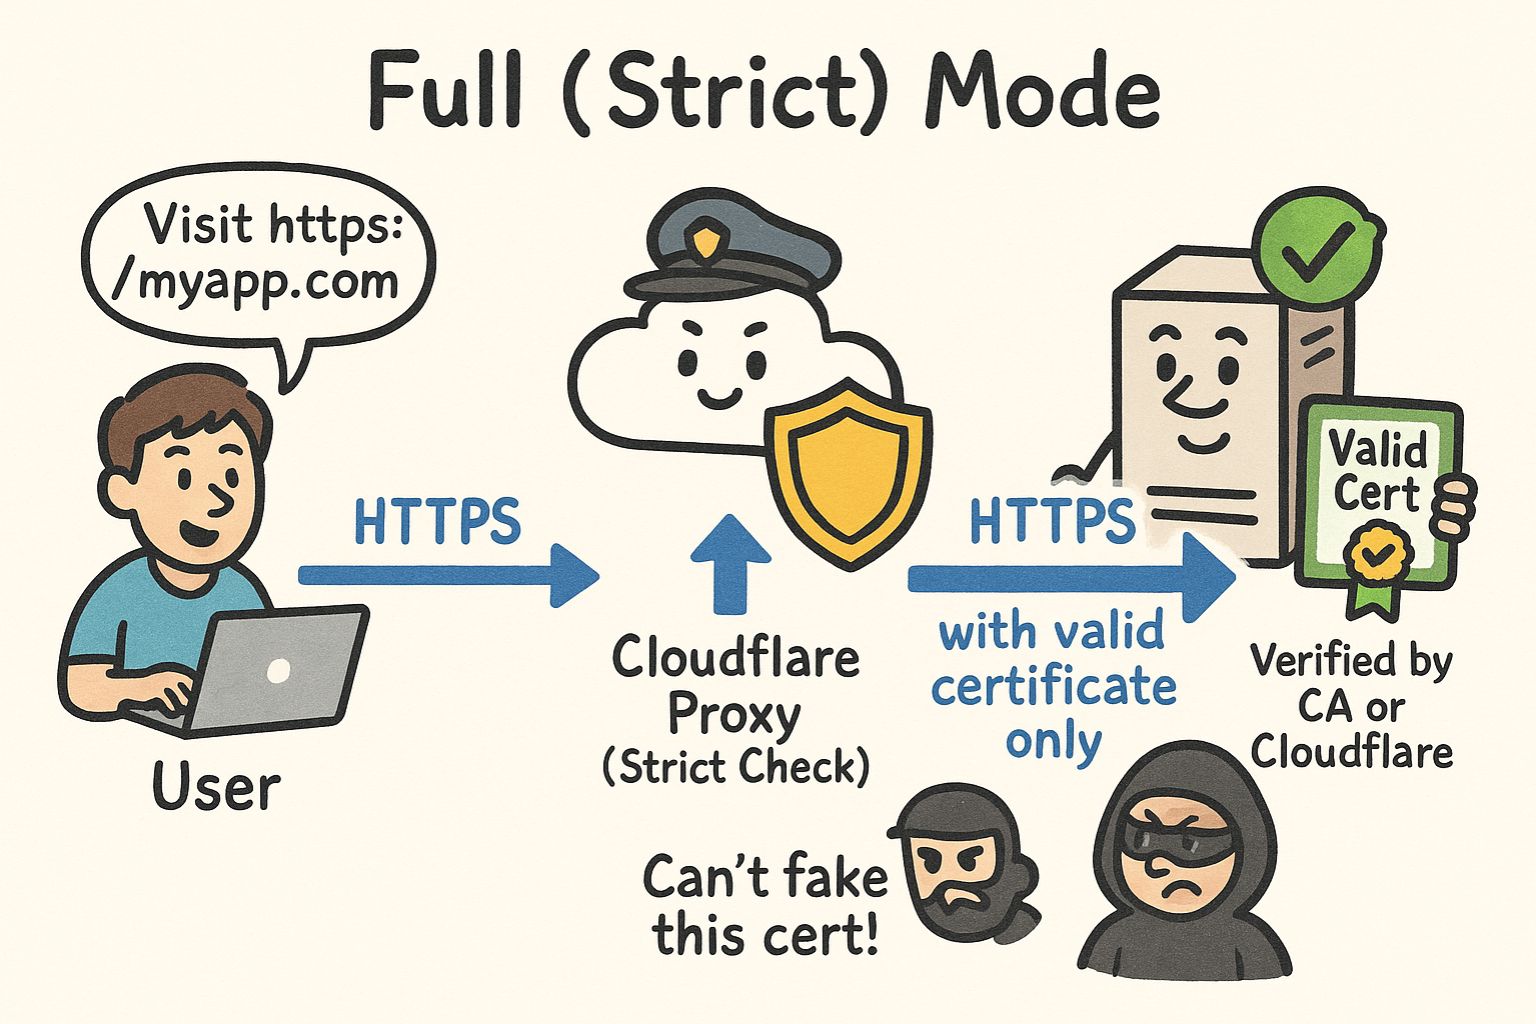 Full (Strict) Mode
Visit https:
/myapp.com
HTTPS
User
Cloudflare
Proxy
(Strict Check)
HTTPS
with valid
certificate
only
Valid
Cert
Verified by
CA or
Cloudflare
Can't fake
this cert!